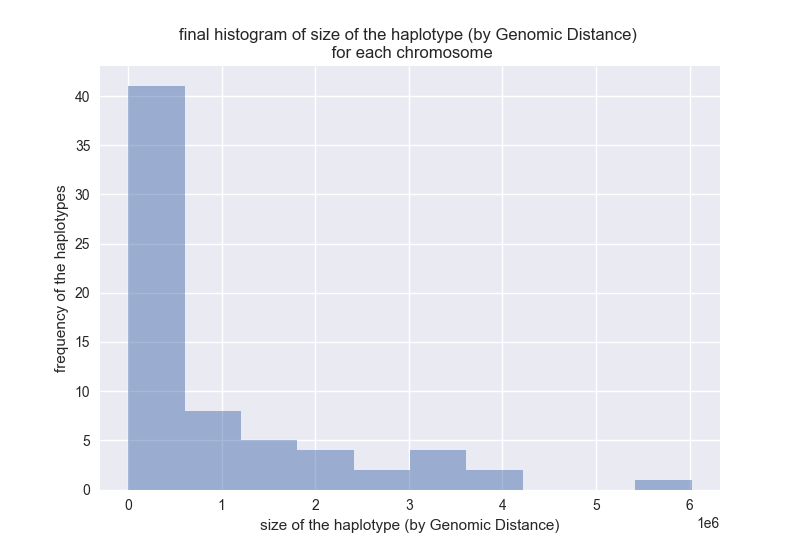 final histogram of size of the haplotype (by Genomic Distance)
for each chromosome
frequency of the haplotypes
40
35
30
25
20
15
10
5
0
0 1 2 3 4 5 6
1e6
size of the haplotype (by Genomic Distance)